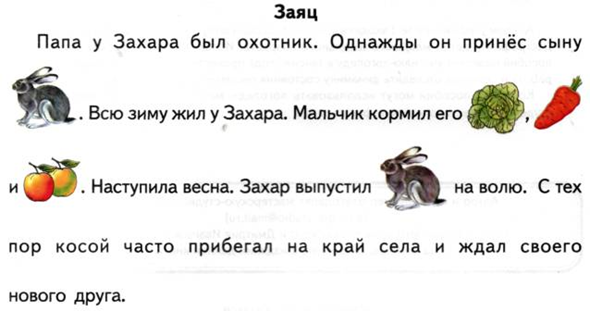 Заяц
Папа у Захара был охотник. Однажды он принёс сыну
. Всю зиму жил у Захара. Мальчик кормил его ,
и . Наступила весна. Захар выпустил на волю. С тех
пор косой часто прибегал на край села и ждал своего
нового друга.